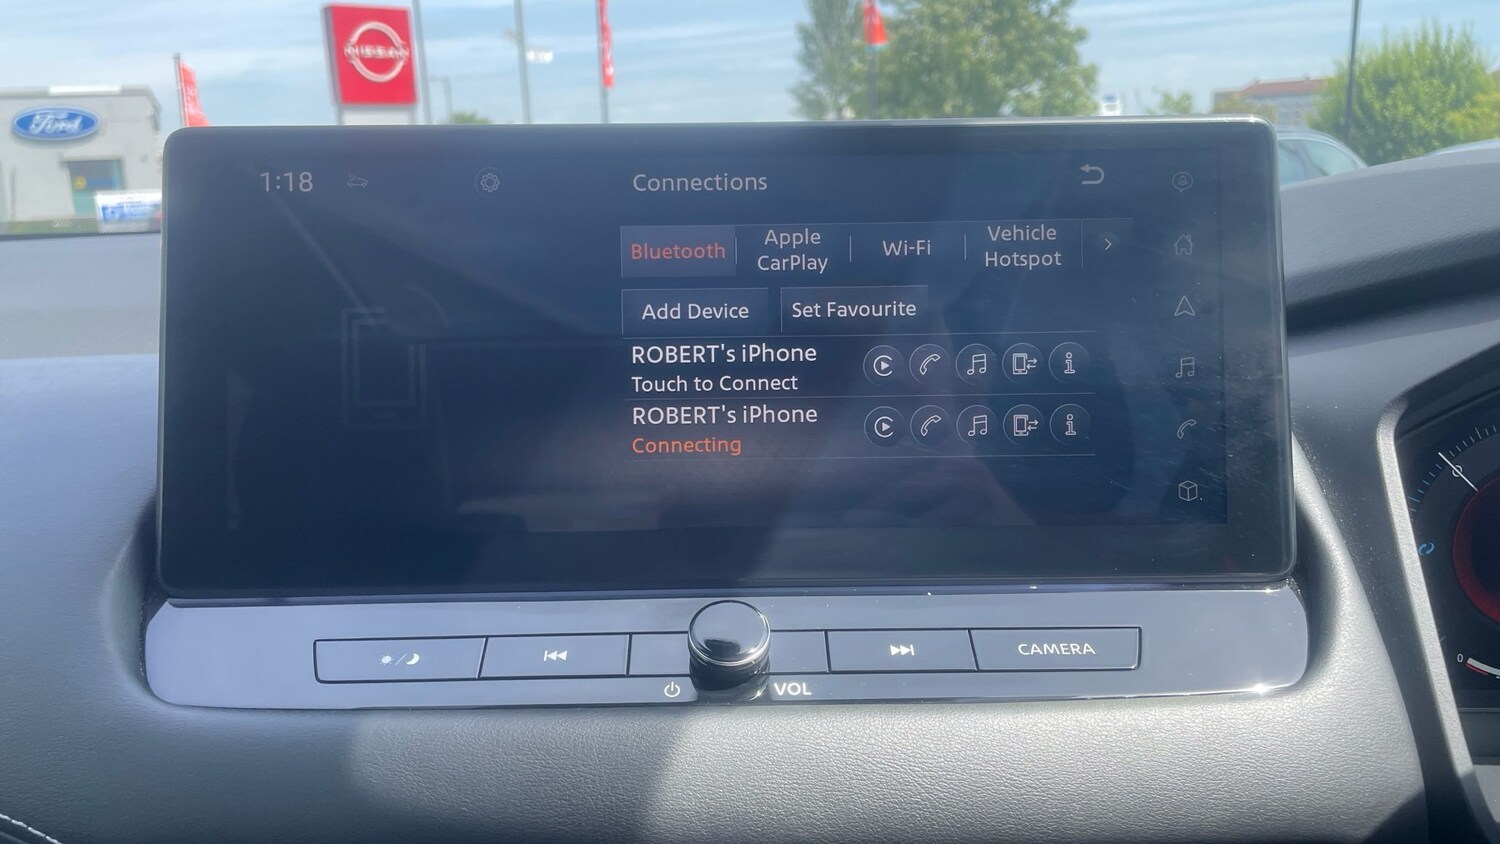 NISSAN
Ford
1:18
Connections
Bluetooth
Apple
CarPlay
Wi-Fi
Vehicle
Hotspot
Add Device
Set Favourite
ROBERT's iPhone
Touch to Connect
ROBERT's iPhone
Connecting
CAMERA
VOL
0